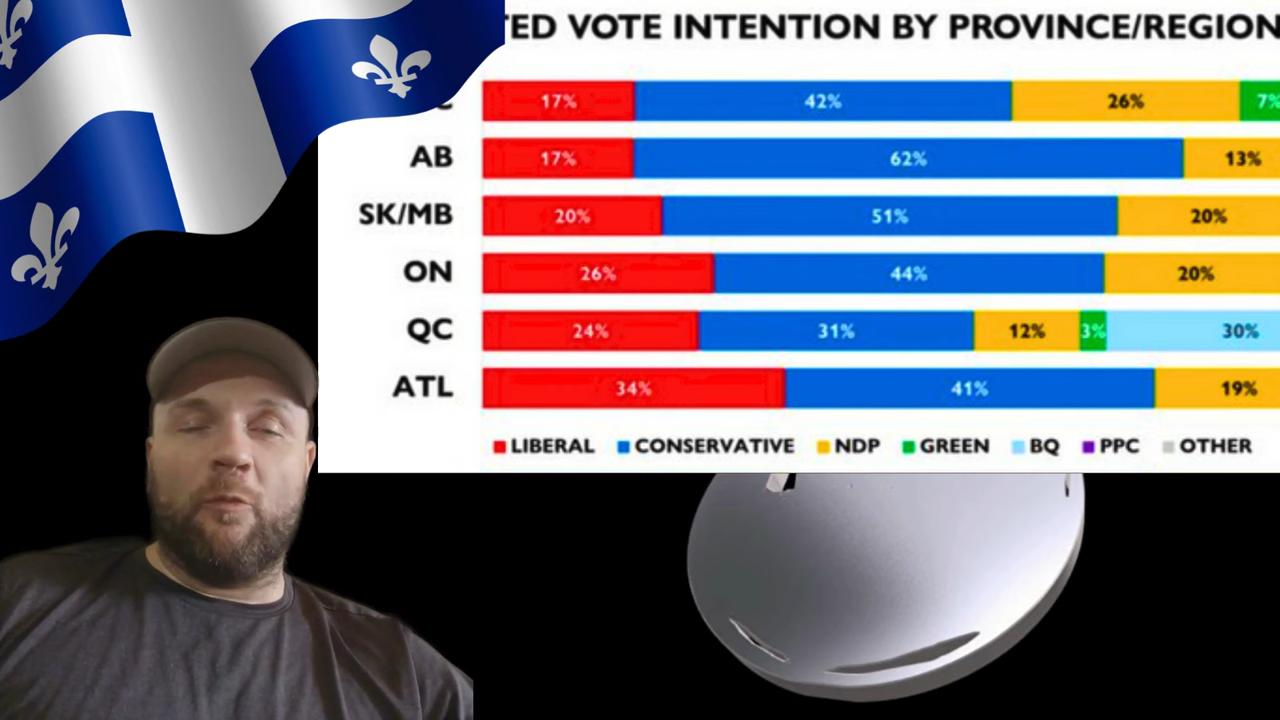 VOTE INTENTION BY PROVINCE/REGION
17% 42% 26% 7%
AB 17% 62% 13%
SK/MB 20% 51% 20%
ON 26% 44% 20%
QC 24% 31% 12% 3% 30%
ATL 34% 41% 19%
LIBERAL CONSERVATIVE NDP GREEN BQ PPC OTHER